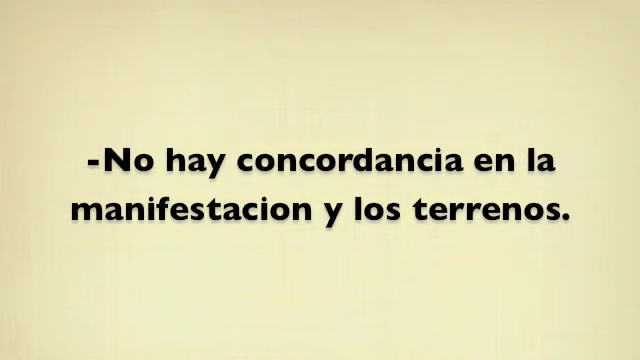 -No hay concordancia en la
manifestacion y los terrenos.